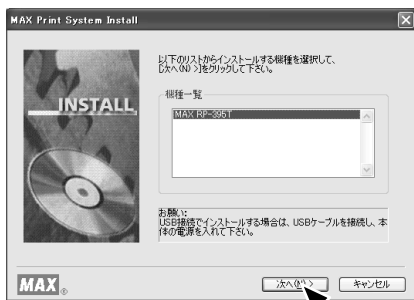 MAX Print System Install
以下のリストからインストールする機種を選択して、
[次へ(N) >]をクリックして下さい。
INSTALL
機種一覧
MAX RP-395T
お願い:
USB接続でインストールする場合は、USBケーブルを接続し、本
体の電源を入れて下さい。
MAX®
次へ(N) >
キャンセル